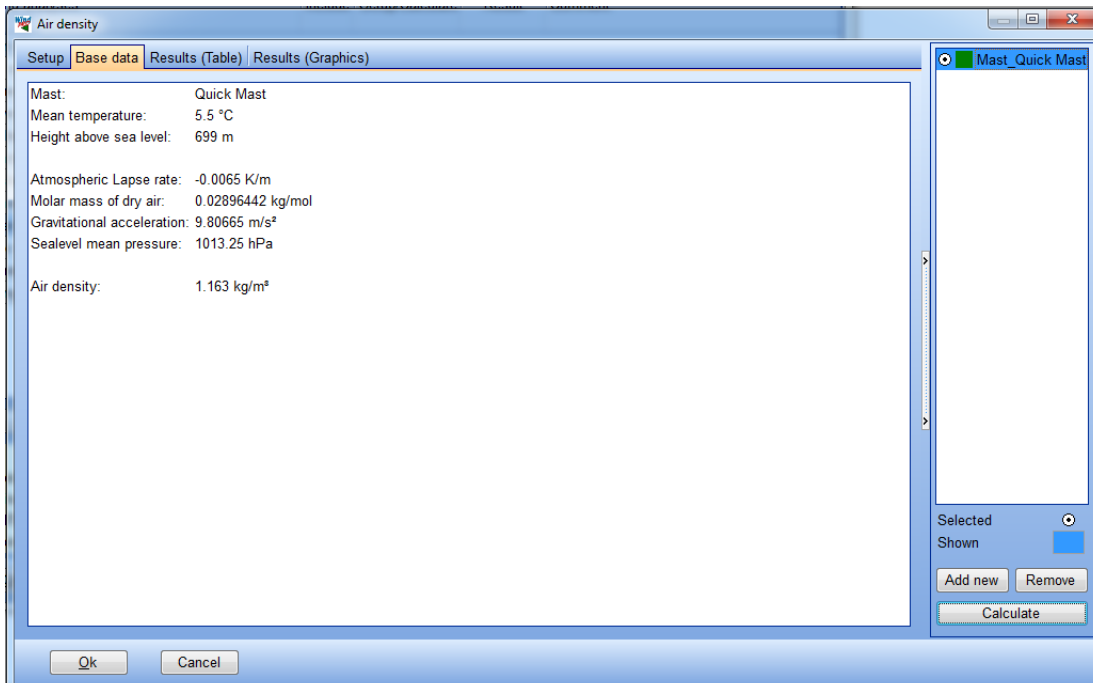 Air density
Setup Base data Results (Table) Results (Graphics)
Mast: Quick Mast
Mean temperature: 5.5 °C
Height above sea level: 699 m
Atmospheric Lapse rate: -0.0065 K/m
Molar mass of dry air: 0.02896442 kg/mol
Gravitational acceleration: 9.80665 m/s²
Sealevel mean pressure: 1013.25 hPa
Air density: 1.163 kg/m³
Mast_Quick Mast
Selected
Shown
Add new Remove
Calculate
Ok Cancel